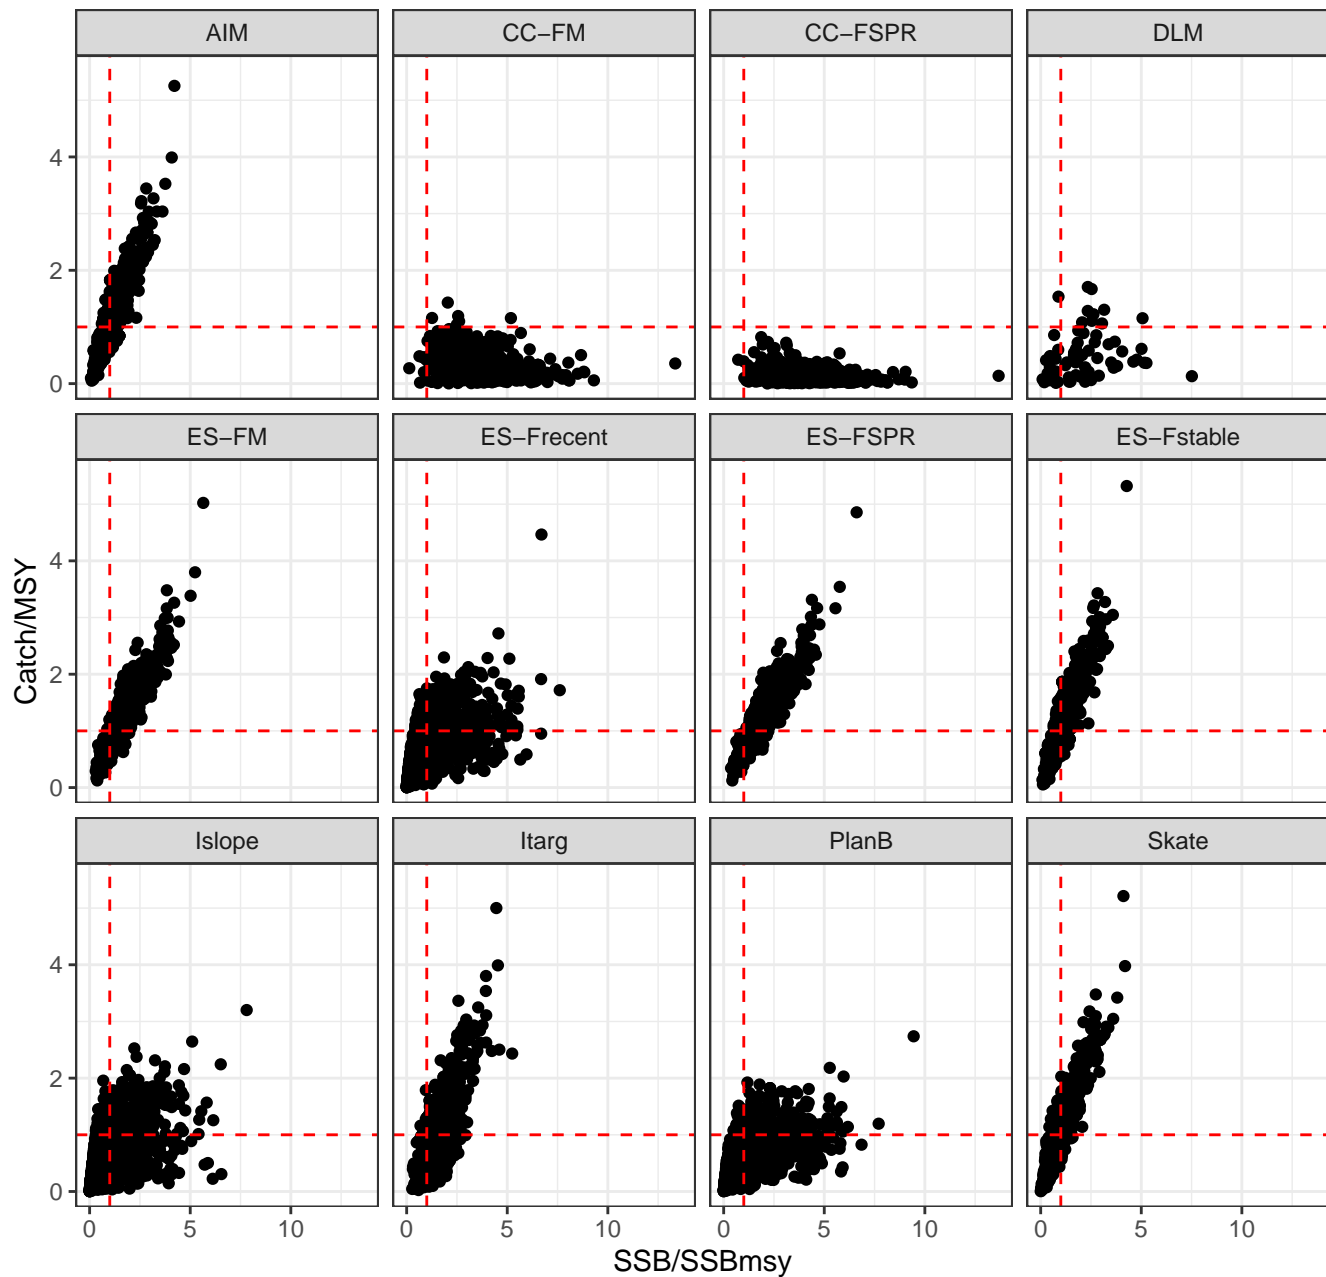 AIM
CC−FM
CC−FSPR
DLM
4
2
0
ES−FM
ES−Frecent
ES−FSPR
ES−Fstable
4
2
0
Islope
Itarg
PlanB
Skate
4
2
0
0 5 10 0 5 10 0 5 10 0 5 10
SSB/SSBmsy
Catch/MSY